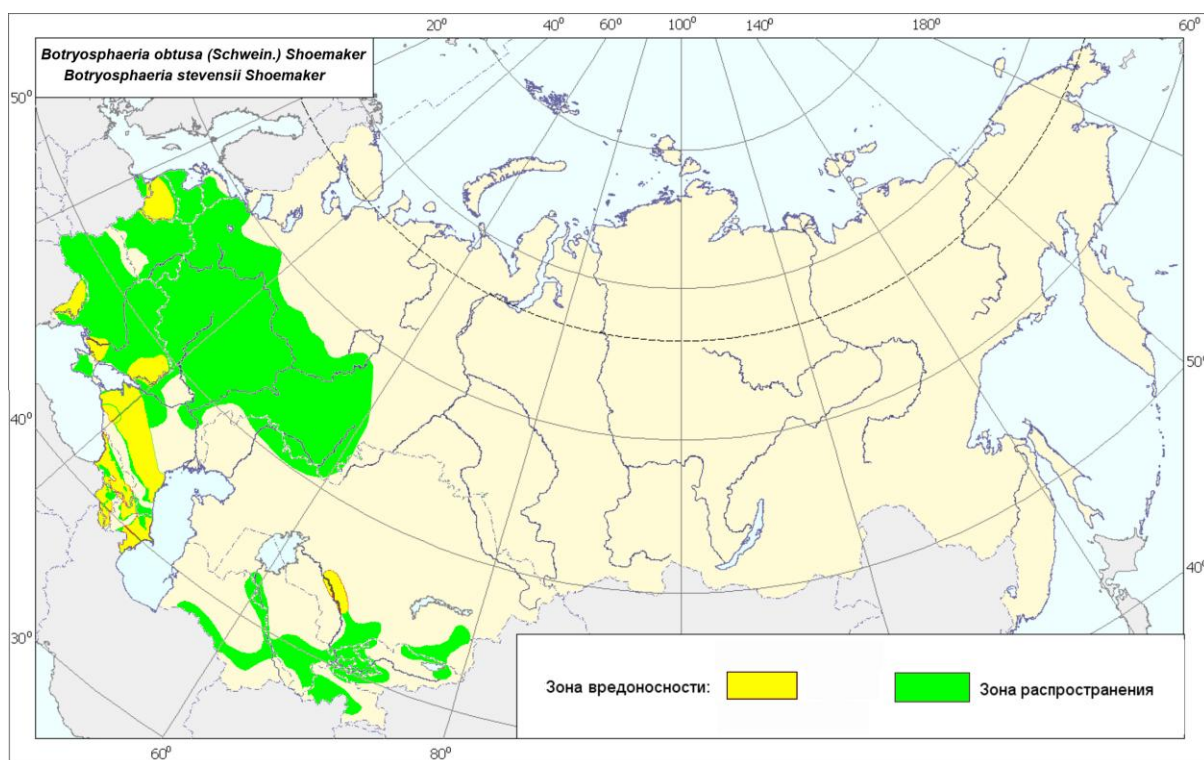 20⁰ 40⁰ 60⁰ 100⁰ 140⁰ 180⁰ 60⁰
Botryosphaeria obtusa (Schwein.) Shoemaker
Botryosphaeria stevensii Shoemaker
50⁰
50⁰
40⁰
40⁰
30⁰
30⁰
Зона вредоносности:
Зона распространения
60⁰ 80⁰